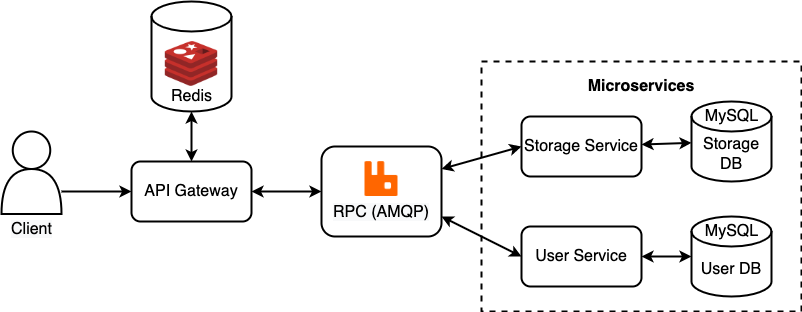 Redis
Microservices
MySQL
Storage
DB
Storage Service
API Gateway
RPC (AMQP)
Client
MySQL
User DB
User Service